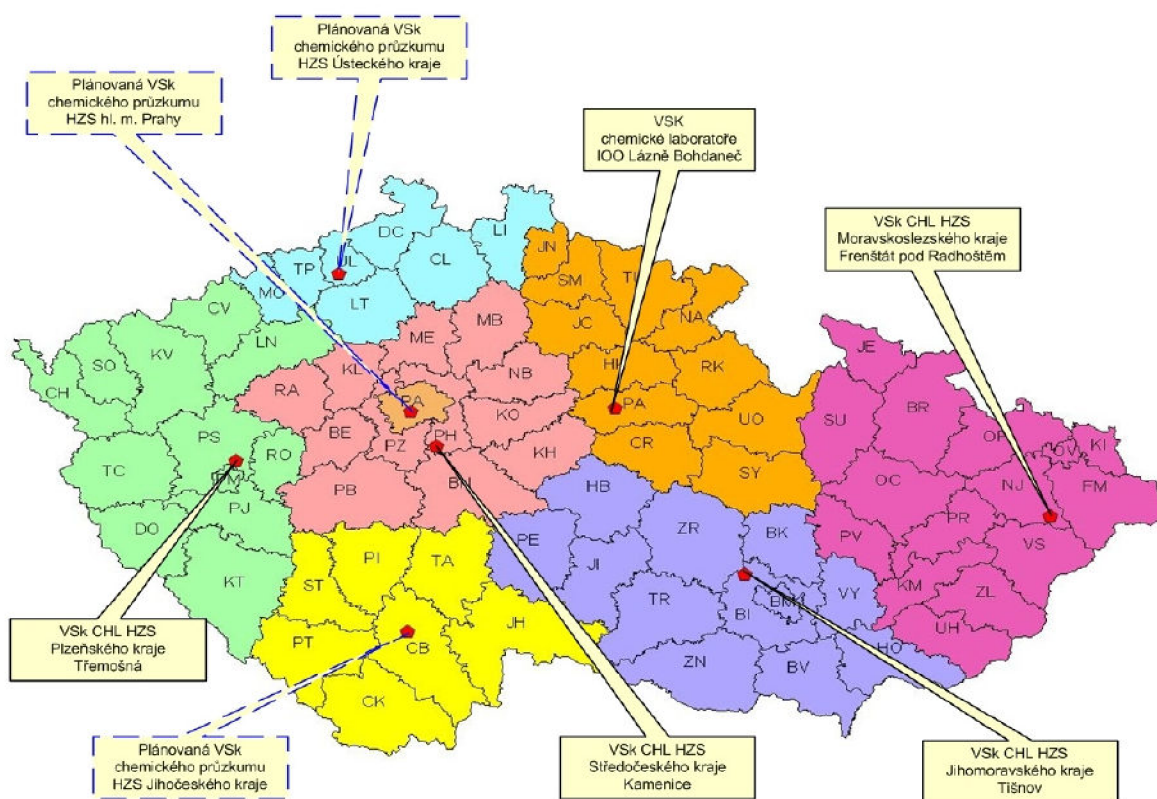 Plánovaná VSk
chemického průzkumu
HZS Ústeckého kraje
Plánovaná VSk
chemického průzkumu
HZS hl. m. Prahy
VSK
chemické laboratoře
IOO Lázně Bohdaneč
VSk CHL HZS
Moravskoslezského kraje
Frenštát pod Radhoštěm
DC
LI
TP
UL
CL
MO
LT
JN
SM
JC
NA
RK
PA
UO
CR
SY
CV
LN
SO
KV
CH
PS
RO
TC
PJ
DO
KT
ME
MB
KL
NB
RA
KO
BE
PZ
PH
KH
PB
BN
JE
SU
BR
OP
KI
OV
FM
OC
NJ
PR
PV
VS
KM
ZL
UH
HB
PE
ZR
BK
JI
VY
TR
BI
BM
HO
ZN
BV
ST
PI
TA
PT
CB
JH
CK
VSk CHL HZS
Plzeňského kraje
Třemošná
Plánovaná VSk
chemického průzkumu
HZS Jihočeského kraje
VSk CHL HZS
Středočeského kraje
Kamenice
VSk CHL HZS
Jihomoravského kraje
Tišnov